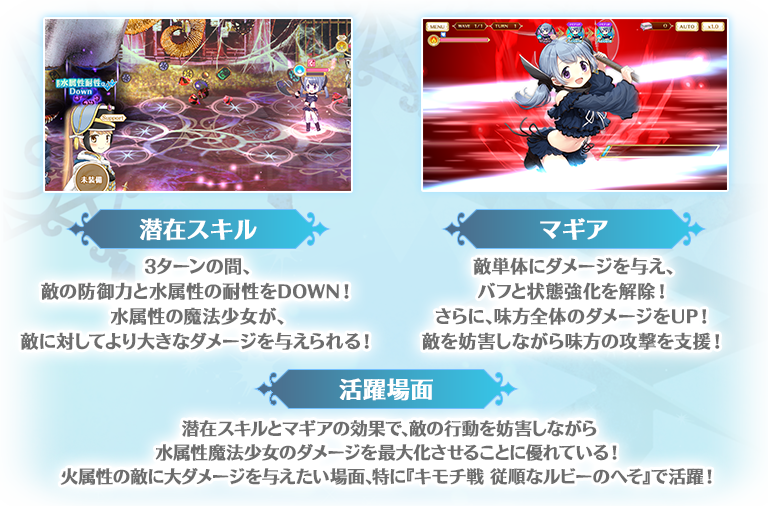 MENU WAVE 1/1 TURN 1 AUTO x1.0
水属性耐性
Down
Support
未装備
潜在スキル
3ターンの間、
敵の防御力と水属性の耐性をDOWN！
水属性の魔法少女が、
敵に対してより大きなダメージを与えられる！
マギア
敵単体にダメージを与え、
バフと状態強化を解除！
さらに、味方全体のダメージをUP！
敵を妨害しながら味方の攻撃を支援！
活躍場面
潜在スキルとマギアの効果で、敵の行動を妨害しながら
水属性魔法少女のダメージを最大化させることに優れている！
火属性の敵に大ダメージを与えたい場面、特に『キモチ戦 従順なルビーのへそ』で活躍！